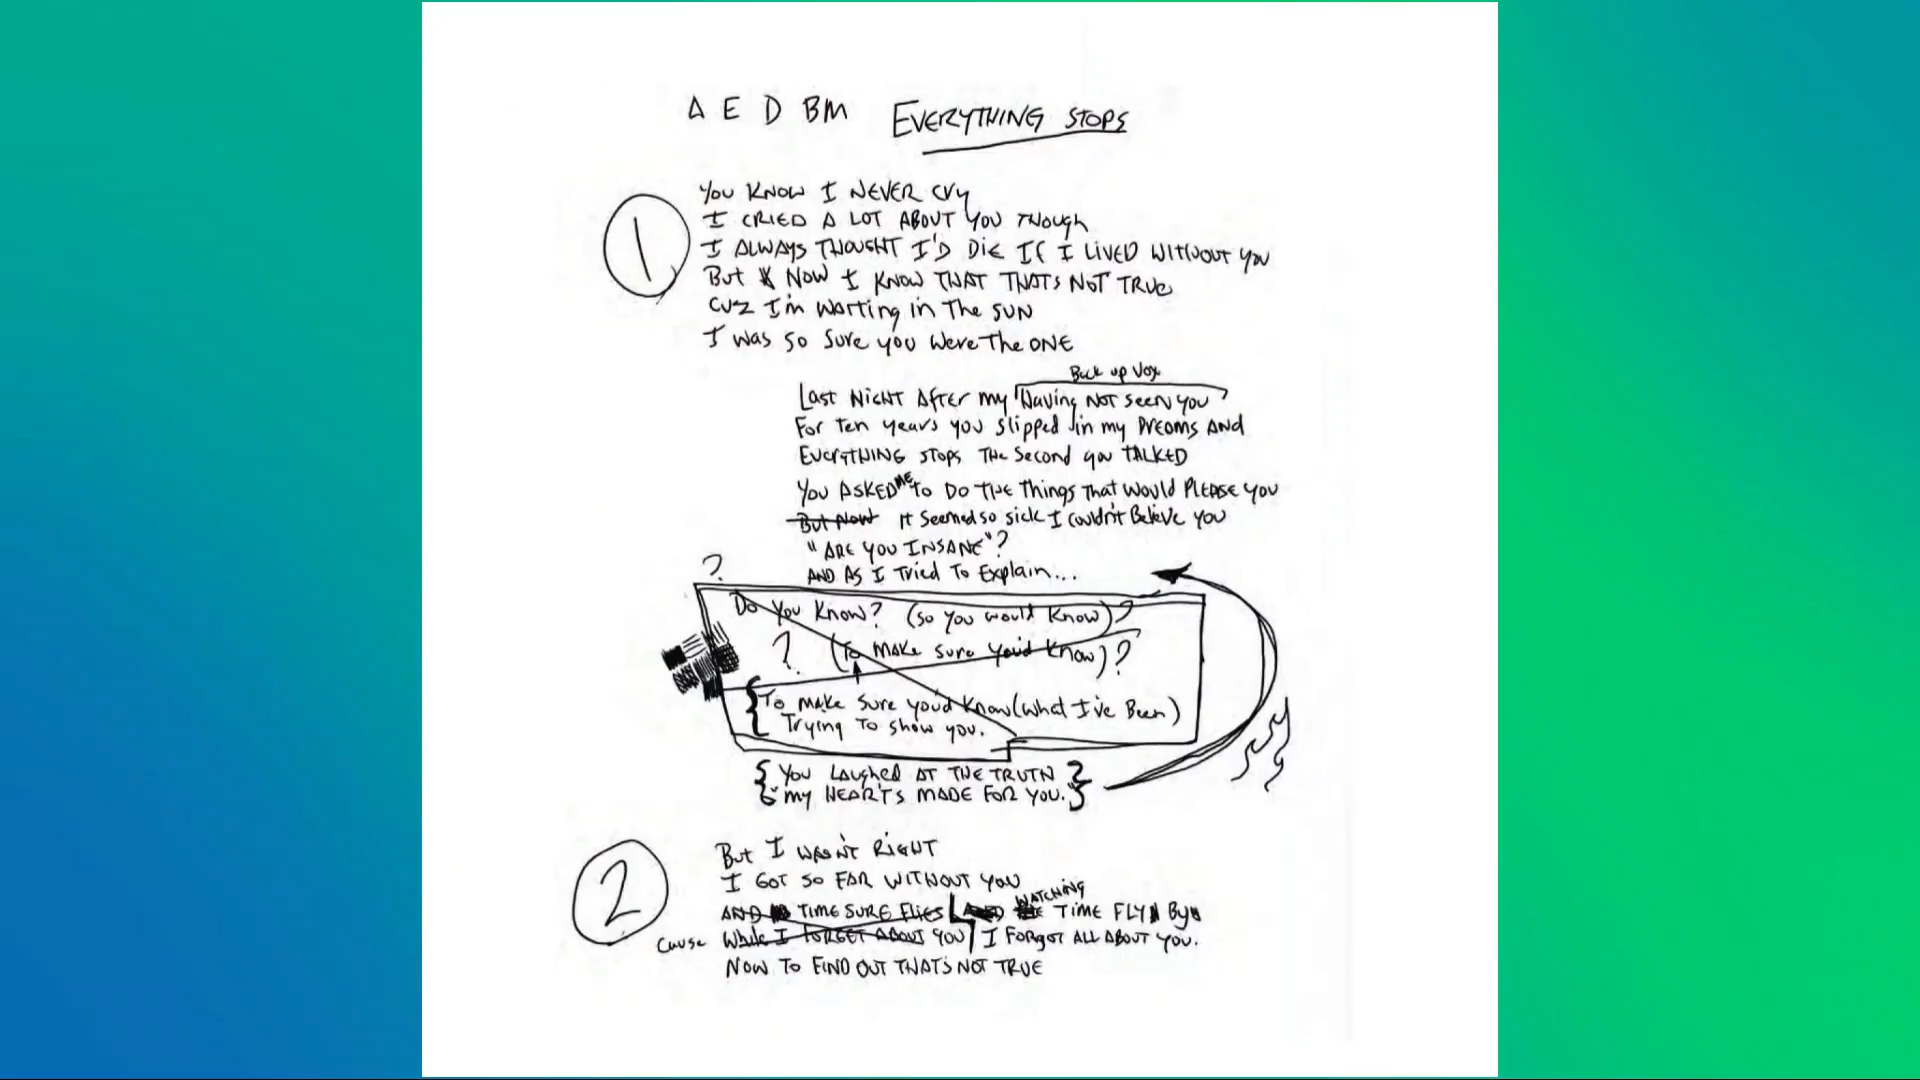 A E D BM EVERYTHING STOPS
1
YOU KNOW I NEVER CRY
I CRIED A LOT ABOUT YOU THOUGH
I ALWAYS THOUGHT I'D DIE IF I LIVED WITHOUT YOU
BUT NOW I KNOW THAT THATS NOT TRUE
CUZ I'm WAITING in THE SUN
I WAS SO SURE YOU WERE THE ONE
Back up Vox
LAST NIGHT AFTER MY HAVING NOT SEEN YOU
FOR TEN YEARS YOU SLIPPED in MY DREAMS AND
EVERYTHING STOPS THE SECOND YOU TALKED
YOU ASKED ME TO DO THE THINGS THAT WOULD PLEASE YOU
But Now IT SEEMED SO SICK I COULDN'T BELIEVE YOU
"ARE YOU INSANE"?
AND AS I TRIED TO EXPLAIN...
?
Do You Know? (so you would know)?
? (To make sure you'd know)?
To make sure you'd know (what I've Been)
Trying To show you.
{YOU LAUGHED AT THE TRUTH}
"MY HEART'S MADE FOR YOU."
2
BUT I WASN'T RIGHT
I GOT SO FAR WITHOUT YOU
AND TIME SURE FLIES WATCHING TIME FLY BY
Cause While I FORGET ABOUT YOU I FORGOT ALL ABOUT YOU.
NOW TO FIND OUT THAT'S NOT TRUE